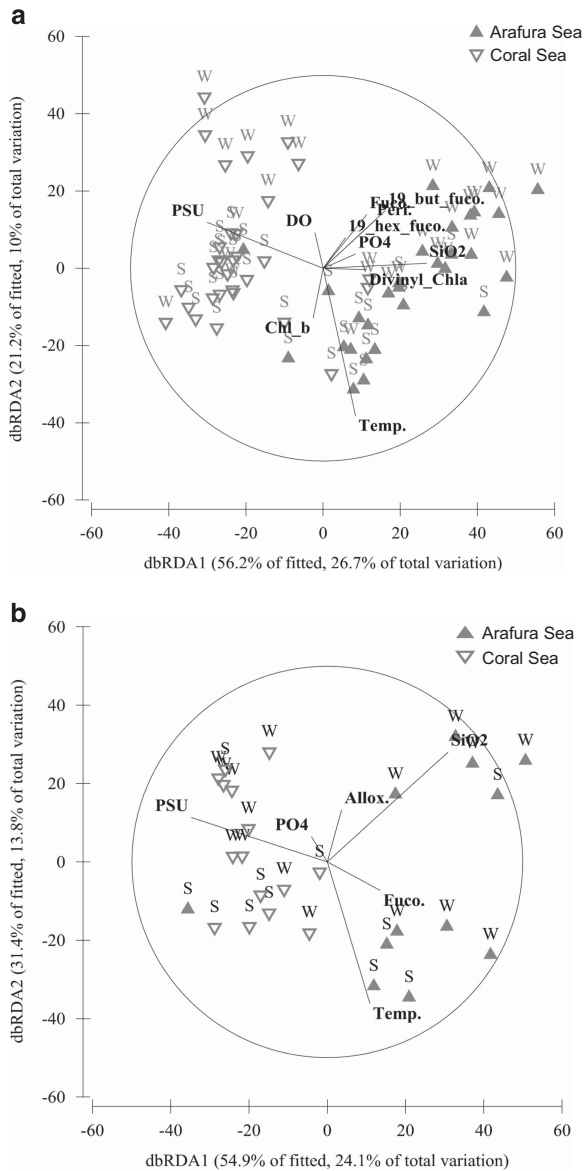 a
Arafura Sea
Coral Sea
60
40
20
0
-20
-40
-60
dbRDA2 (21.2% of fitted, 10% of total variation)
PSU
DO
Fuco.
19_but_fuco.
Peri.
19_hex_fuco.
PO4
SiO2
Divinyl_Chla
Chl_b
Temp.
-60 -40 -20 0 20 40 60
dbRDA1 (56.2% of fitted, 26.7% of total variation)
b
Arafura Sea
Coral Sea
60
40
20
0
-20
-40
-60
dbRDA2 (31.4% of fitted, 13.8% of total variation)
W W W
W SiO2 W
S W W
W S
PSU Allox.
W PO4
W W
S
S S W Fuco.
S S W W W W
S
S S
Temp.
-60 -40 -20 0 20 40 60
dbRDA1 (54.9% of fitted, 24.1% of total variation)